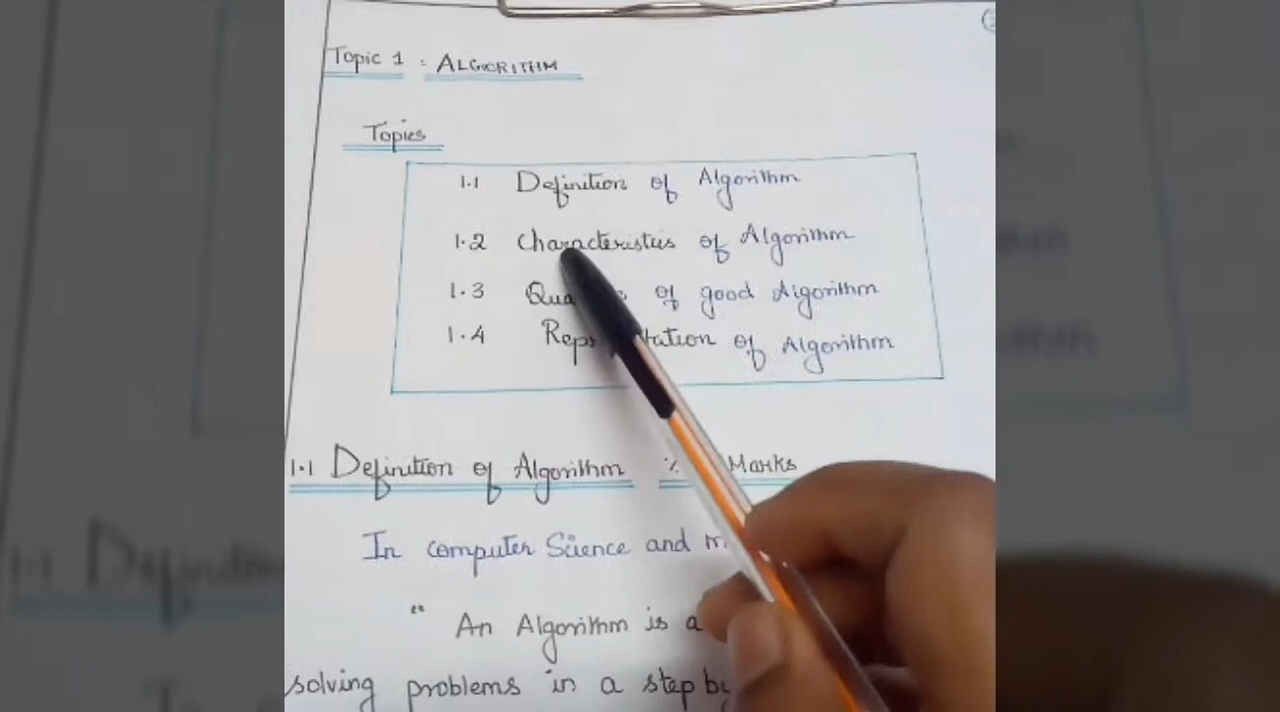 Topic 1 : ALGORITHM
Topics
1.1 Definition of Algorithm
1.2 Characteristics of Algorithm
1.3 of good Algorithm
1.4 of Algorithm
1.1 Definition of Algorithm Marks
In computer Science and
" An Algorithm is a
solving problems in a step by